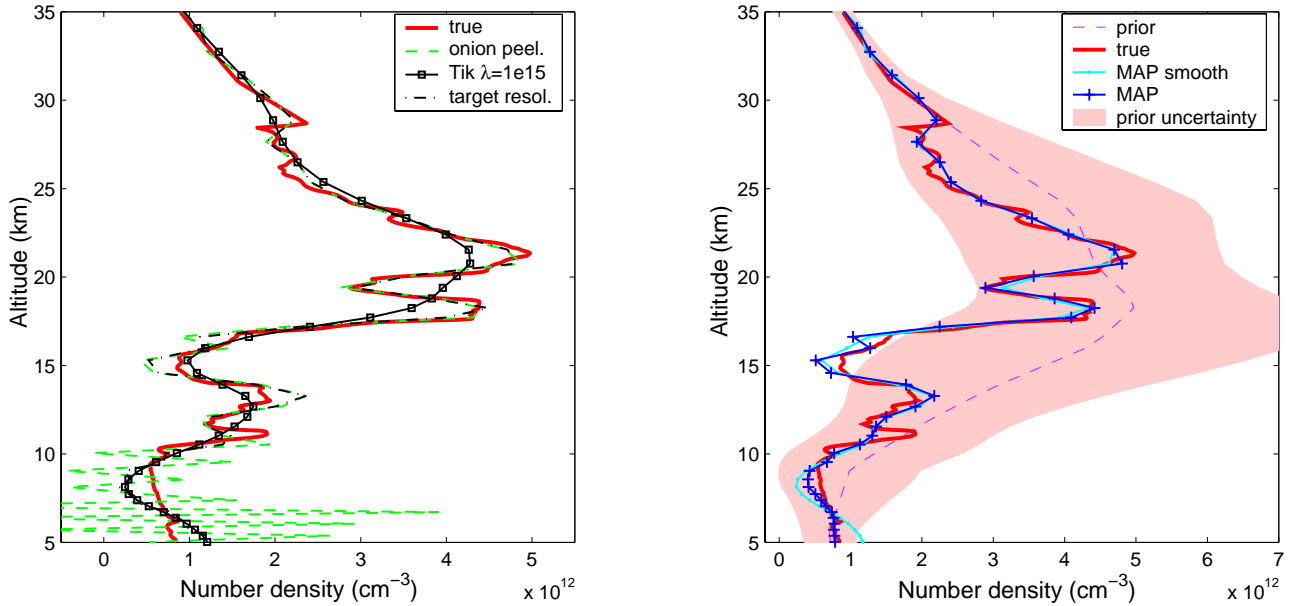 35
30
25
20
15
10
5
Altitude (km)
0
1
2
3
4
5
Number density (cm⁻³)
x 10¹²
true
onion peel.
Tik λ=1e15
target resol.
35
30
25
20
15
10
5
Altitude (km)
0
1
2
3
4
5
6
7
Number density (cm⁻³)
x 10¹²
prior
true
MAP smooth
MAP
prior uncertainty